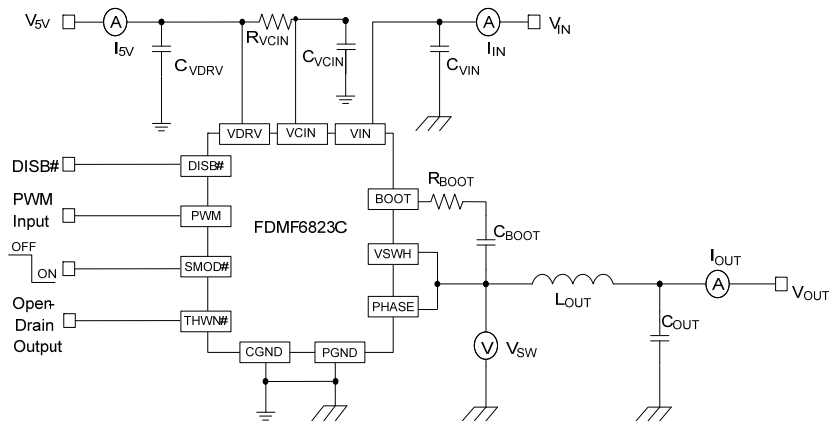 V5V
A
I5V
RVCIN
CVDRV
CVCIN
A
IIN
VIN
CVIN
VDRV
VCIN
VIN
DISB#
DISB#
PWM
Input
PWM
FDMF6823C
BOOT
RBOOT
CBOOT
OFF
ON
SMOD#
VSWH
IOUT
A
VOUT
LOUT
COUT
Open-
Drain
Output
THWN#
PHASE
V
VSW
CGND
PGND